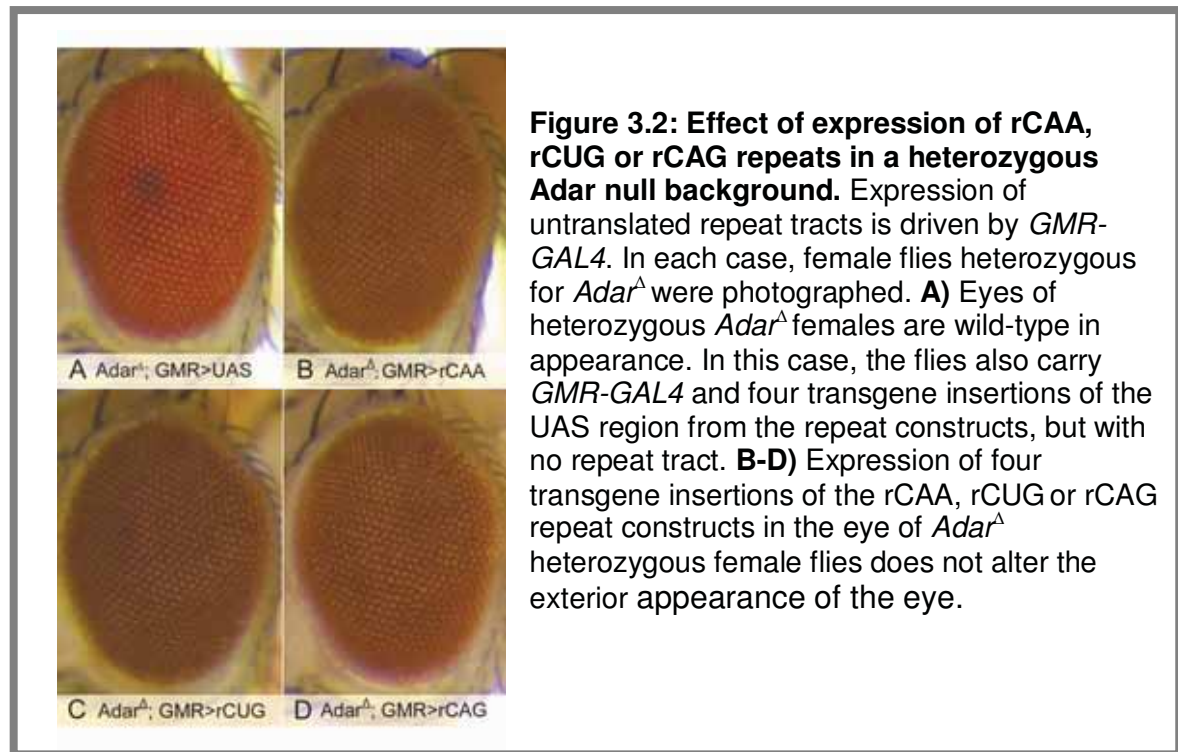 A Adar^Δ; GMR>UAS
B Adar^Δ; GMR>rCAA
C Adar^Δ; GMR>rCUG
D Adar^Δ; GMR>rCAG
Figure 3.2: Effect of expression of rCAA,
rCUG or rCAG repeats in a heterozygous
Adar null background. Expression of
untranslated repeat tracts is driven by GMR-
GAL4. In each case, female flies heterozygous
for Adar^Δ were photographed. A) Eyes of
heterozygous Adar^Δ females are wild-type in
appearance. In this case, the flies also carry
GMR-GAL4 and four transgene insertions of the
UAS region from the repeat constructs, but with
no repeat tract. B-D) Expression of four
transgene insertions of the rCAA, rCUG or rCAG
repeat constructs in the eye of Adar^Δ
heterozygous female flies does not alter the
exterior appearance of the eye.